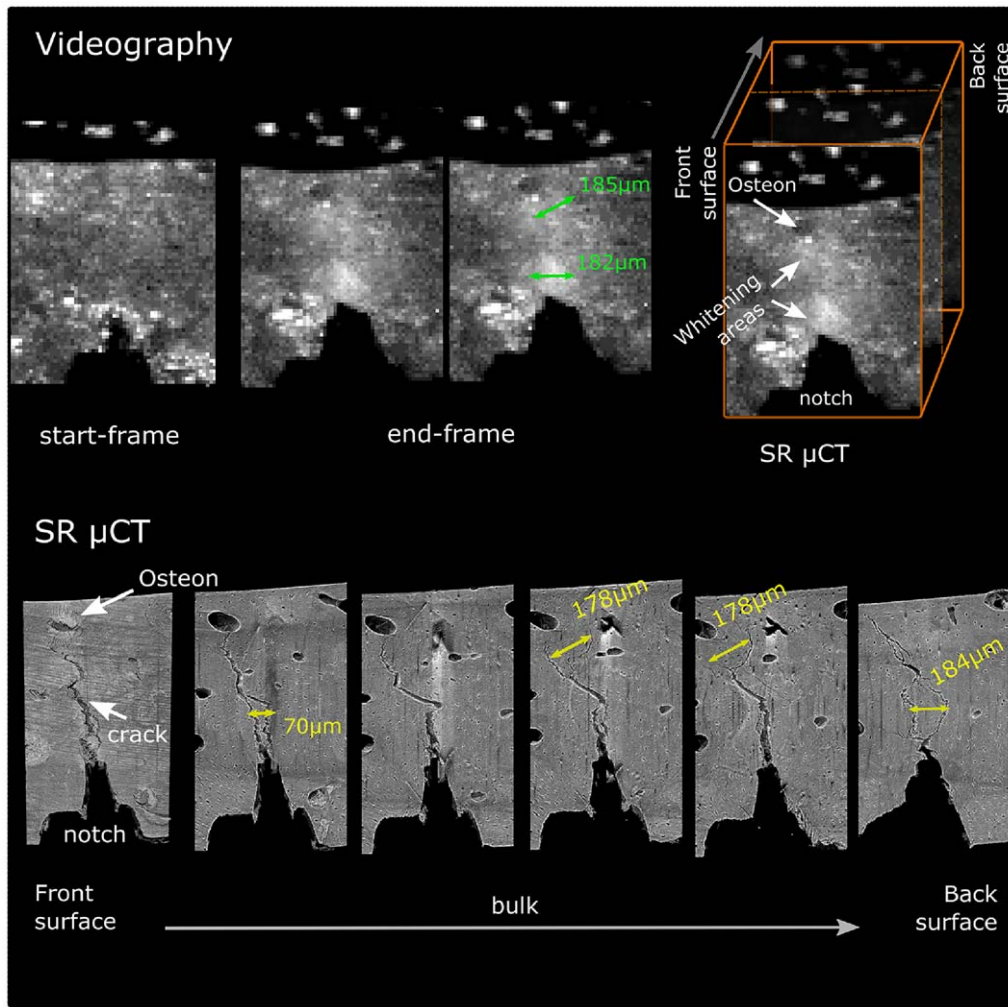 Videography
185µm
182µm
start-frame
end-frame
Front
surface
Back
surface
Osteon
Whitening
areas
notch
SR µCT
SR µCT
Osteon
crack
notch
70µm
178µm
178µm
184µm
Front
surface
bulk
Back
surface